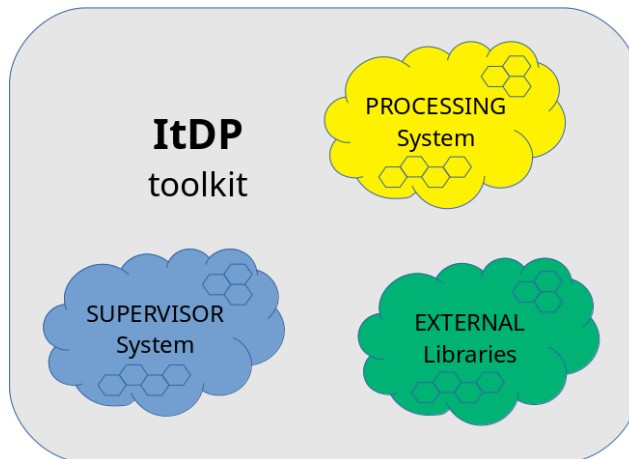 ItDP
toolkit
PROCESSING
System
SUPERVISOR
System
EXTERNAL
Libraries